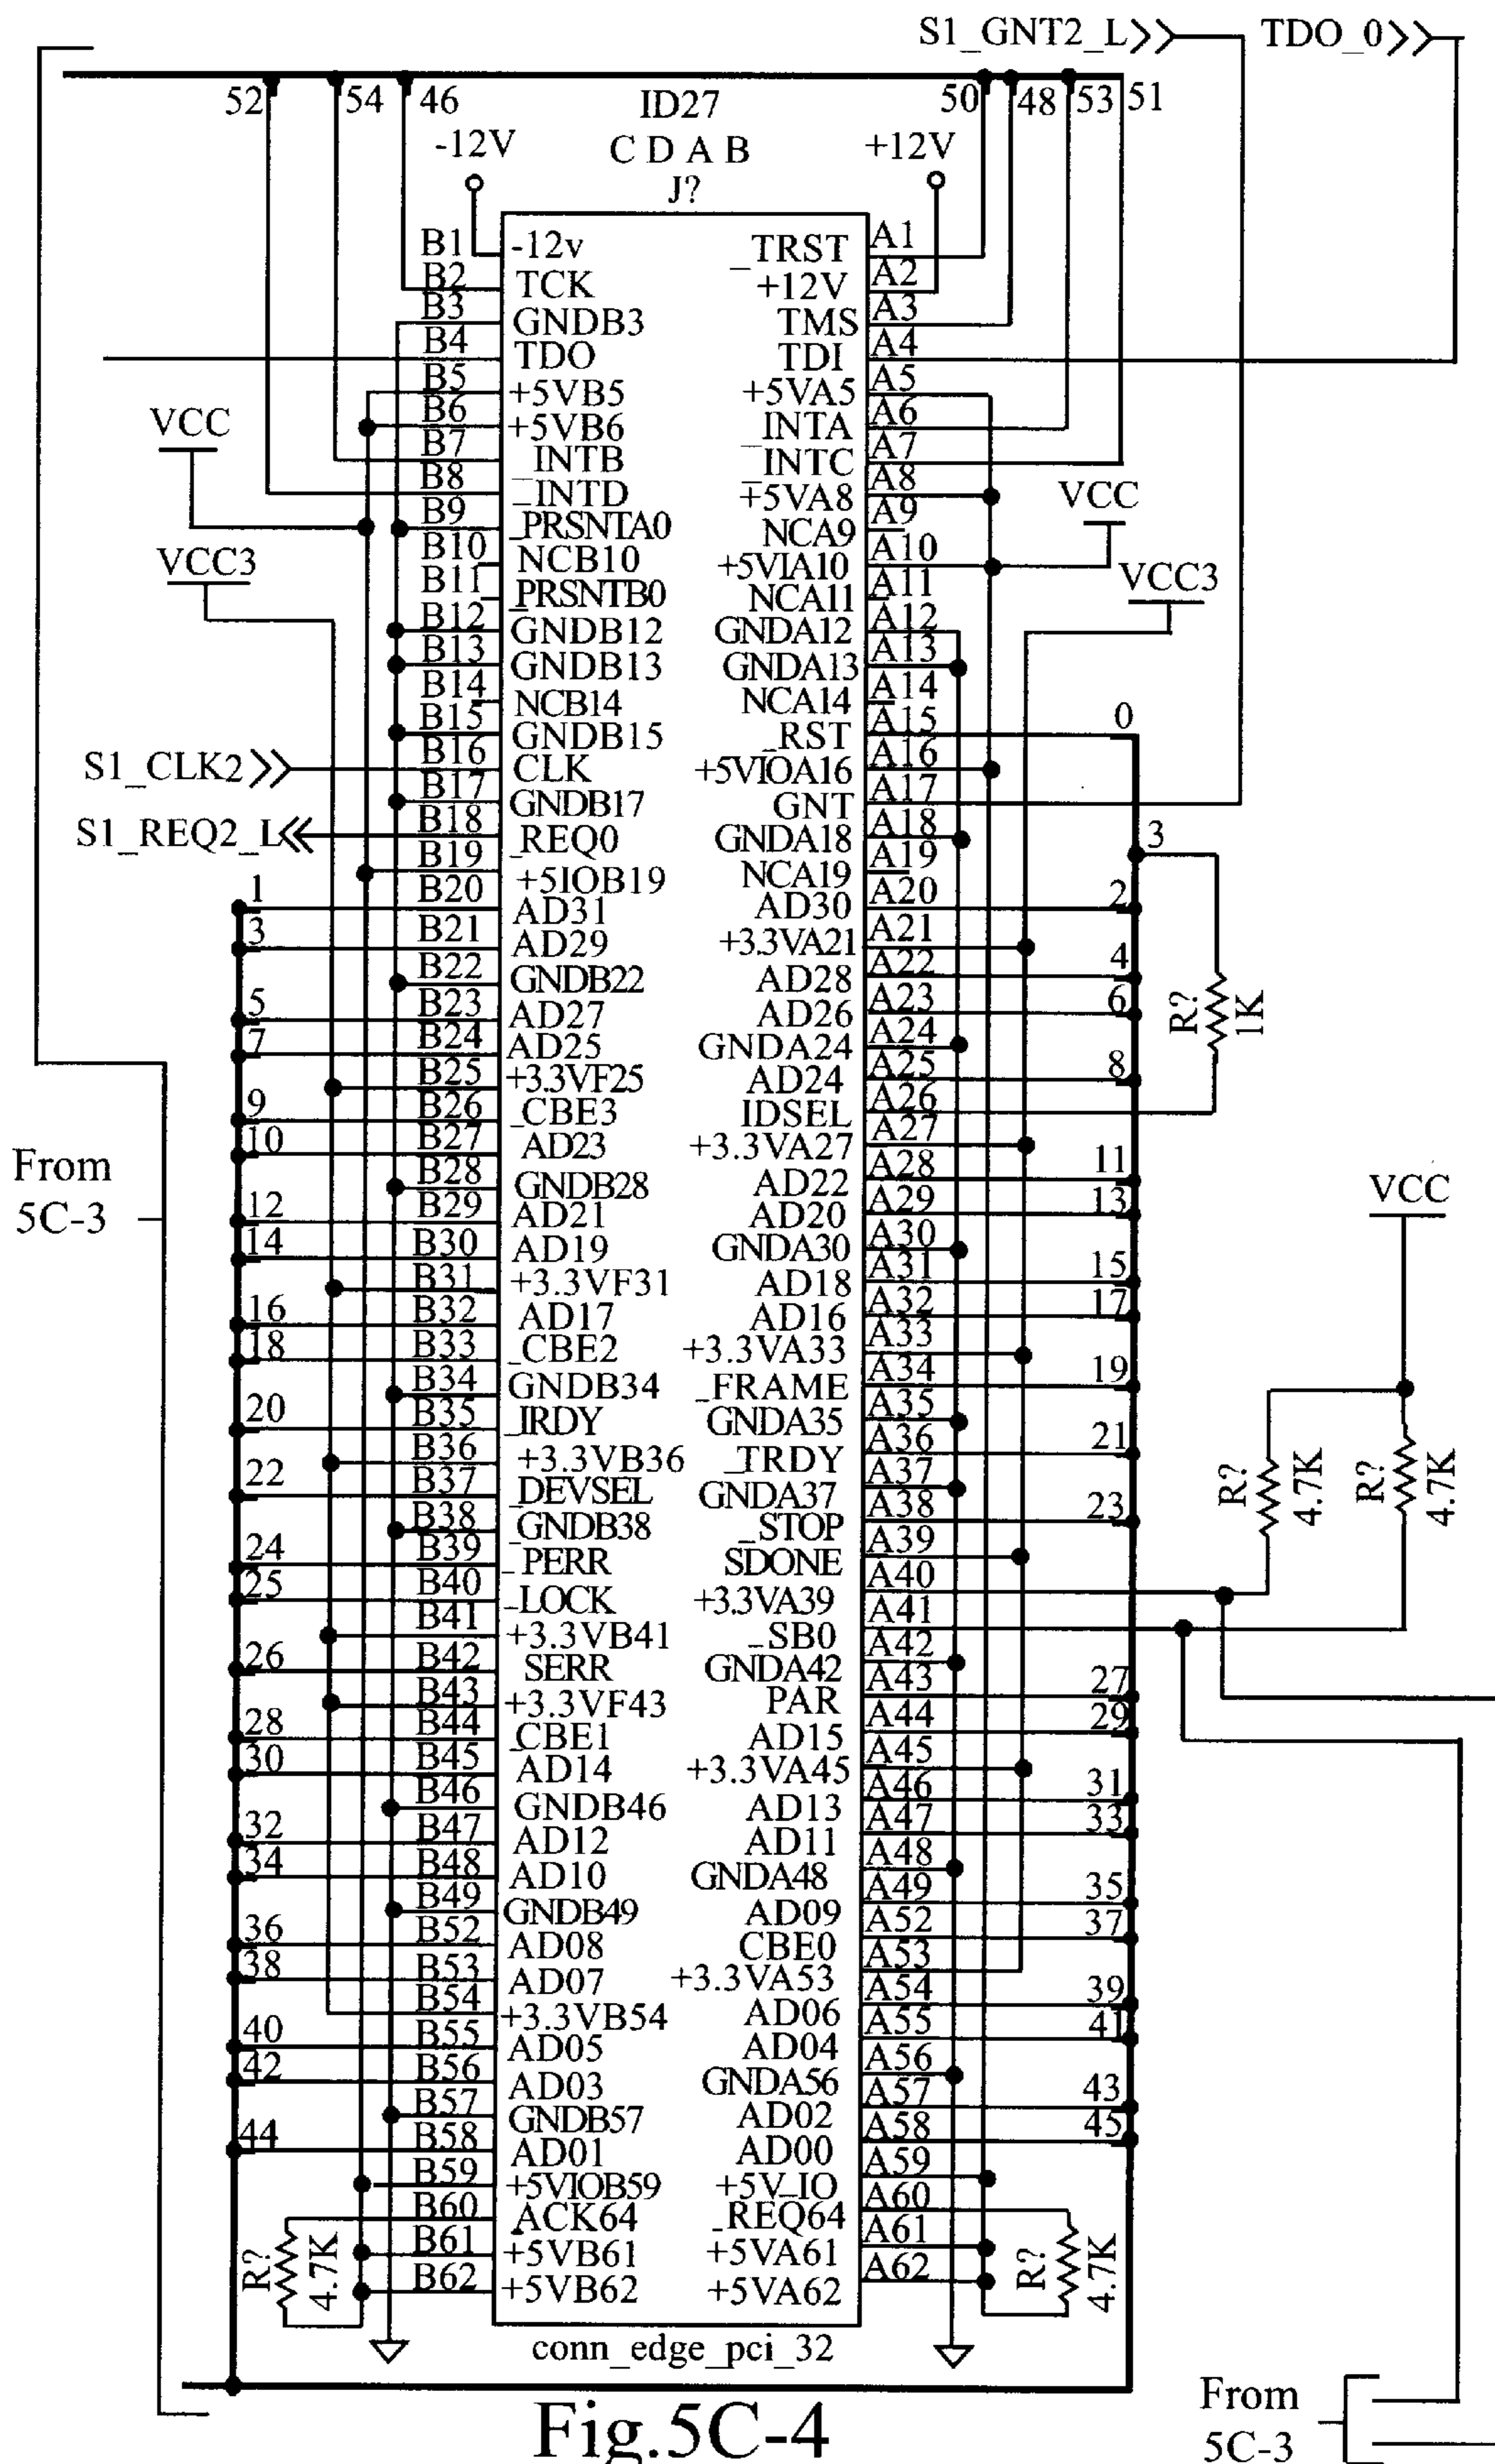 S1_GNT2_L TDO_0
52 54 46 ID27 50 48 53 51
-12V C D A B +12V
J?
B1 -12v _TRST A1
B2 TCK +12V A2
B3 GNDB3 TMS A3
B4 TDO TDI A4
B5 +5VB5 +5VA5 A5
VCC B6 +5VB6 _INTA A6
B7 _INTB _INTC A7
B8 _INTD +5VA8 A8 VCC
B9 _PRSNTA0 NCA9 A9
VCC3 B10 NCB10 +5VIA10 A10 VCC3
B11 _PRSNTB0 NCA11 A11
B12 GNDB12 GNDA12 A12
B13 GNDB13 GNDA13 A13
B14 NCB14 NCA14 A14
B15 GNDB15 _RST A15 0
S1_CLK2 B16 CLK +5VIOA16 A16
B17 GNDB17 GNT A17
S1_REQ2_L B18 _REQ0 GNDA18 A18 3
B19 +5IOB19 NCA19 A19
1 B20 AD31 AD30 A20 2
3 B21 AD29 +3.3VA21 A21
B22 GNDB22 AD28 A22 4
5 B23 AD27 AD26 A23 6 R? 1K
7 B24 AD25 GNDA24 A24
B25 +3.3VF25 AD24 A25 8
9 B26 _CBE3 IDSEL A26
10 B27 AD23 +3.3VA27 A27
From B28 GNDB28 AD22 A28 11
5C-3 12 B29 AD21 AD20 A29 13 VCC
14 B30 AD19 GNDA30 A30
B31 +3.3VF31 AD18 A31 15
16 B32 AD17 AD16 A32 17
18 B33 _CBE2 +3.3VA33 A33
B34 GNDB34 _FRAME A34 19
20 B35 _IRDY GNDA35 A35
B36 +3.3VB36 _TRDY A36 21
22 B37 _DEVSEL GNDA37 A37 R? 4.7K R? 4.7K
B38 _GNDB38 _STOP A38 23
24 B39 _PERR SDONE A39
25 B40 _LOCK +3.3VA39 A40
B41 +3.3VB41 _SB0 A41
26 B42 SERR GNDA42 A42
B43 +3.3VF43 PAR A43 27
28 B44 _CBE1 AD15 A44 29
30 B45 AD14 +3.3VA45 A45
B46 GNDB46 AD13 A46 31
32 B47 AD12 AD11 A47 33
34 B48 AD10 GNDA48 A48
B49 GNDB49 AD09 A49 35
36 B52 AD08 CBE0 A52 37
38 B53 AD07 +3.3VA53 A53
B54 +3.3VB54 AD06 A54 39
40 B55 AD05 AD04 A55 41
42 B56 AD03 GNDA56 A56
B57 GNDB57 AD02 A57 43
44 B58 AD01 AD00 A58 45
B59 +5VIOB59 +5V_IO A59
B60 _ACK64 _REQ64 A60
R? 4.7K B61 +5VB61 +5VA61 A61 R? 4.7K
B62 +5VB62 +5VA62 A62
conn_edge_pci_32
Fig.5C-4
From
5C-3